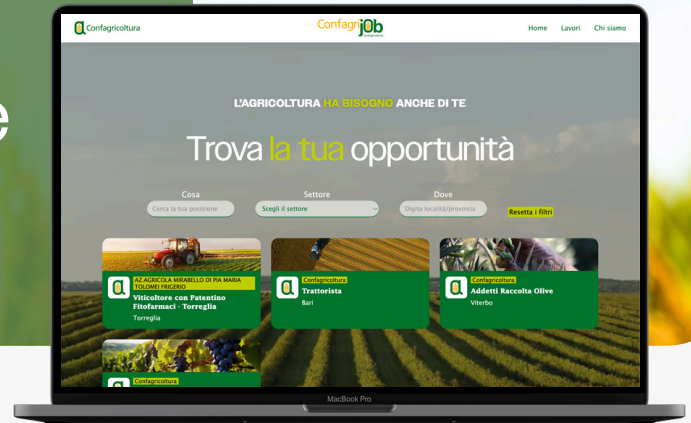 e
Confagricoltura
Confagrijob
Confagricoltura
Home Lavori Chi siamo
L'AGRICOLTURA HA BISOGNO ANCHE DI TE
Trova la tua opportunità
Cosa Settore Dove
Cerca la tua posizione Scegli il settore Digita località/provincia Resetta i filtri
AZ.AGRICOLA MIRABELLO DI PIA MARIA
TOLOMEI FRIGERIO
Viticoltore con Patentino
Fitofarmaci - Torreglia
Torreglia
Confagricoltura
Trattorista
Bari
Confagricoltura
Addetti Raccolta Olive
Viterbo
Confagricoltura
MacBook Pro